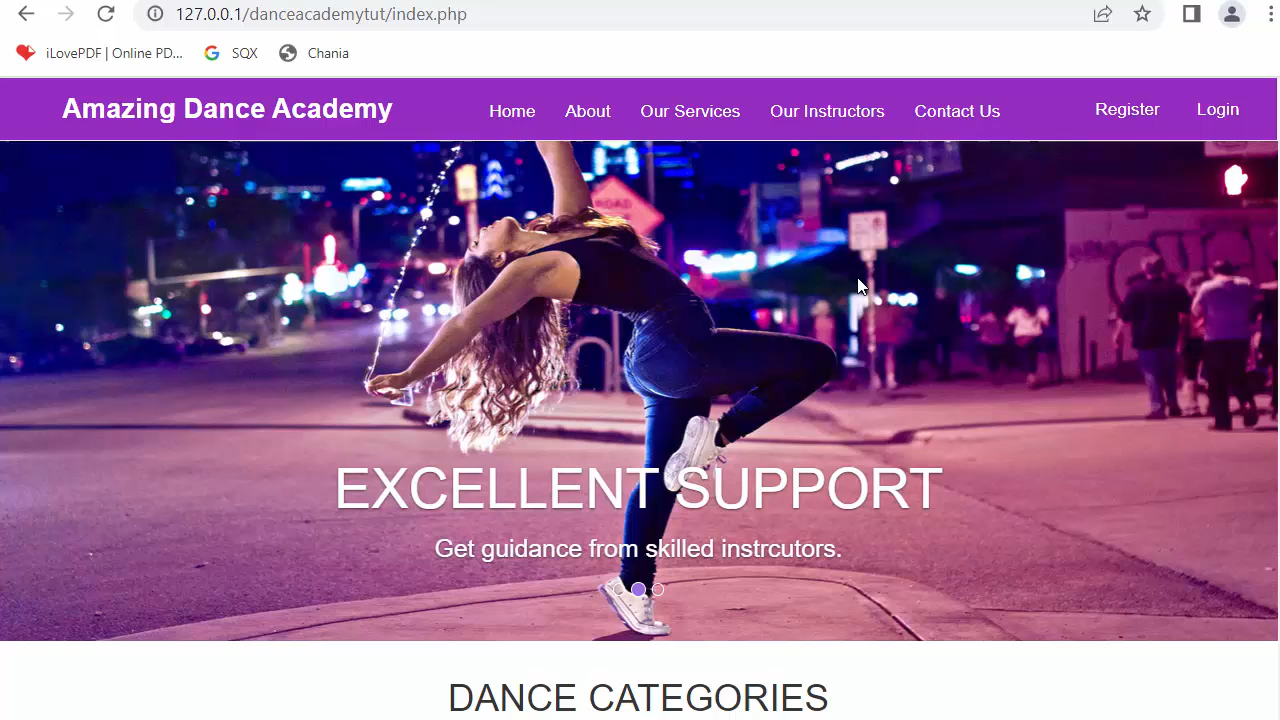 127.0.0.1/danceacademytut/index.php
iLovePDF | Online PD... SQX Chania
Amazing Dance Academy Home About Our Services Our Instructors Contact Us Register Login
ROAD
EXCELLENT SUPPORT
Get guidance from skilled instrcutors.
DANCE CATEGORIES